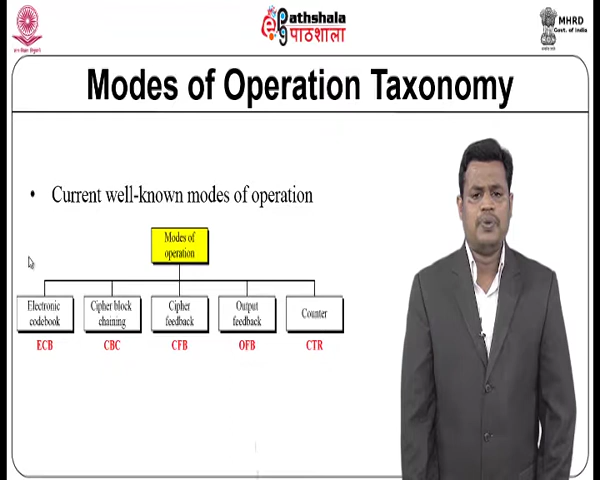 Pathshala
पाठशाला
MHRD
Govt. of India
Modes of Operation Taxonomy
• Current well-known modes of operation
Modes of
operation
Electronic
codebook
Cipher block
chaining
Cipher
feedback
Output
feedback
Counter
ECB
CBC
CFB
OFB
CTR